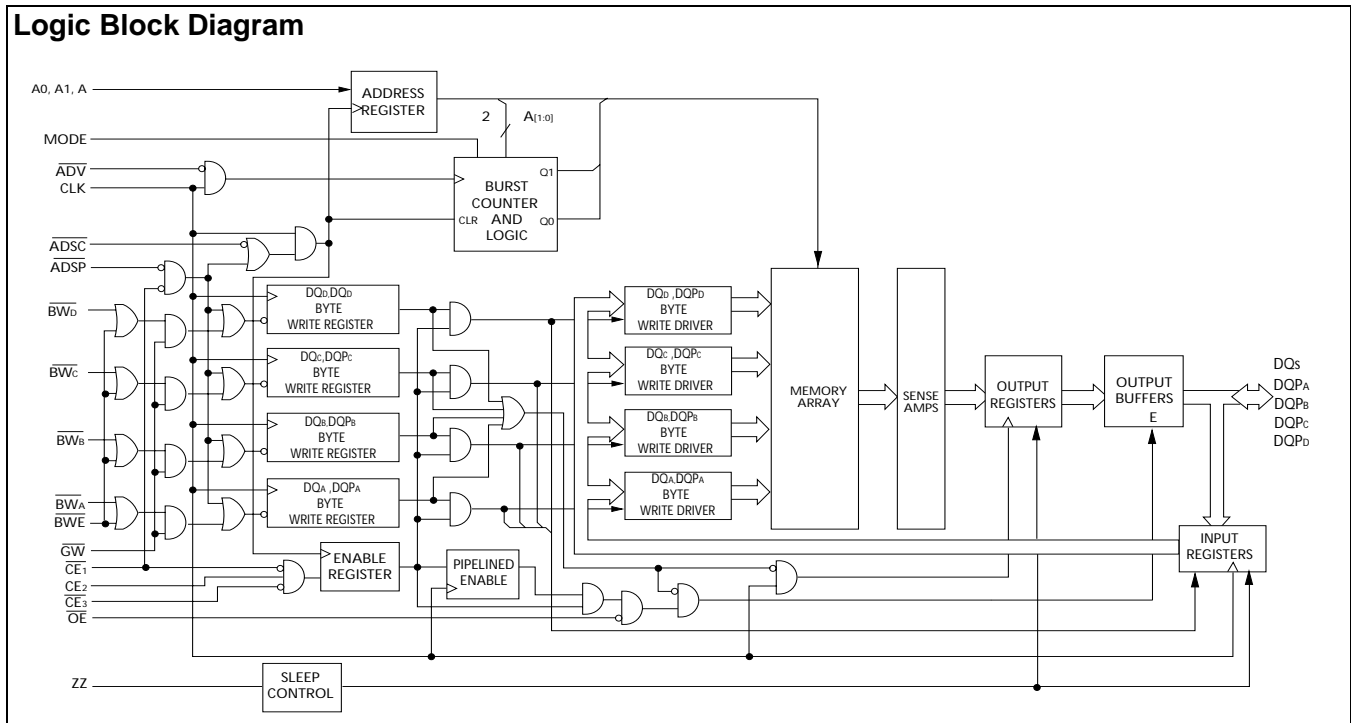 Logic Block Diagram
A0, A1, A
ADDRESS
REGISTER
2 A[1:0]
MODE
ADV
CLK
BURST
COUNTER
AND
LOGIC
CLR
Q1
Q0
ADSC
ADSP
BWD
DQD,DQD
BYTE
WRITE REGISTER
DQD ,DQPD
BYTE
WRITE DRIVER
BWC
DQC,DQPC
BYTE
WRITE REGISTER
DQC ,DQPC
BYTE
WRITE DRIVER
BWB
DQB,DQPB
BYTE
WRITE REGISTER
DQB,DQPB
BYTE
WRITE DRIVER
BWA
BWE
DQA ,DQPA
BYTE
WRITE REGISTER
DQA,DQPA
BYTE
WRITE DRIVER
MEMORY
ARRAY
SENSE
AMPS
OUTPUT
REGISTERS
OUTPUT
BUFFERS
E
DQS
DQPA
DQPB
DQPC
DQPD
INPUT
REGISTERS
GW
CE1
CE2
CE3
OE
ENABLE
REGISTER
PIPELINED
ENABLE
ZZ
SLEEP
CONTROL